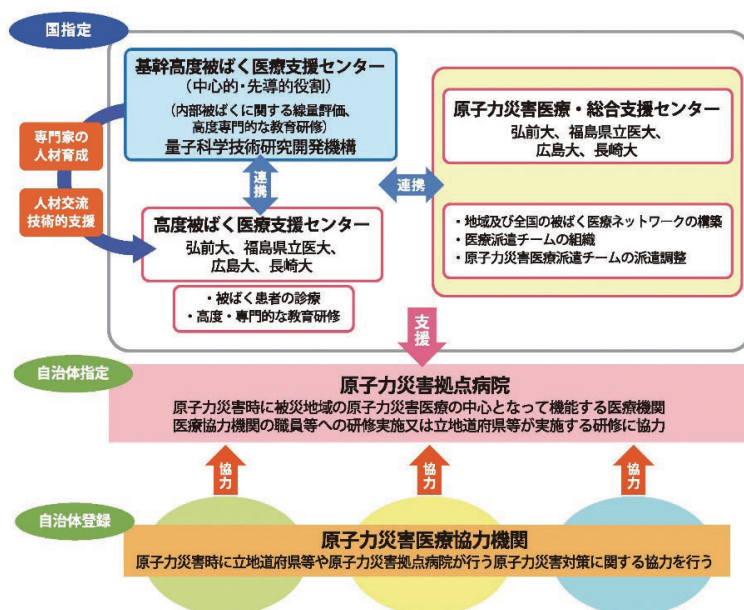 国指定
基幹高度被ばく医療支援センター
（中心的・先導的役割）
（内部被ばくに関する線量評価、
高度専門的な教育研修）
量子科学技術研究開発機構
専門家の
人材育成
人材交流
技術的支援
連携
高度被ばく医療支援センター
弘前大、福島県立医大、
広島大、長崎大
・被ばく患者の診療
・高度・専門的な教育研修
連携
原子力災害医療・総合支援センター
弘前大、福島県立医大、
広島大、長崎大
・地域及び全国の被ばく医療ネットワークの構築
・医療派遣チームの組織
・原子力災害医療派遣チームの派遣調整
支援
自治体指定
原子力災害拠点病院
原子力災害時に被災地域の原子力災害医療の中心となって機能する医療機関
医療協力機関の職員等への研修実施又は立地道府県等が実施する研修に協力
協力
協力
協力
自治体登録
原子力災害医療協力機関
原子力災害時に立地道府県等や原子力災害拠点病院が行う原子力災害対策に関する協力を行う